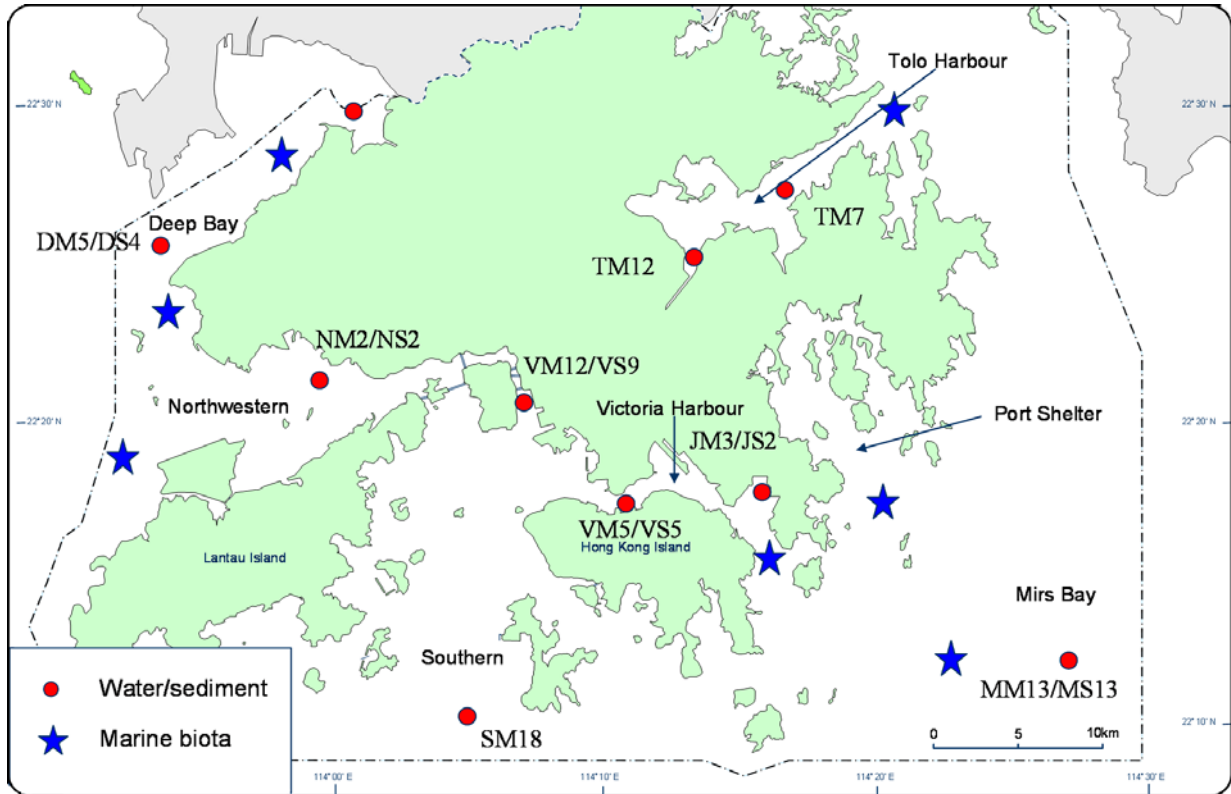 Tolo Harbour
22° 30' N
22° 30' N
TM7
Deep Bay
DM5/DS4
TM12
NM2/NS2
VM12/VS9
Northwestern
Victoria Harbour
Port Shelter
22° 20' N
22° 20' N
JM3/JS2
VM5/VS5
Hong Kong Island
Lantau Island
Mirs Bay
Southern
MM13/MS13
SM18
Water/sediment
Marine biota
22° 10' N
0 5 10km
114° 00' E
114° 10' E
114° 20' E
114° 30' E